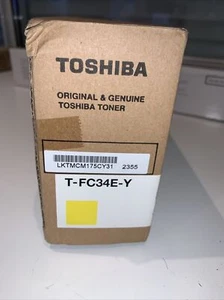 TOSHIBA
ORIGINAL & GENUINE
TOSHIBA TONER
LKTMCM175CY31 2355
T-FC34E-Y